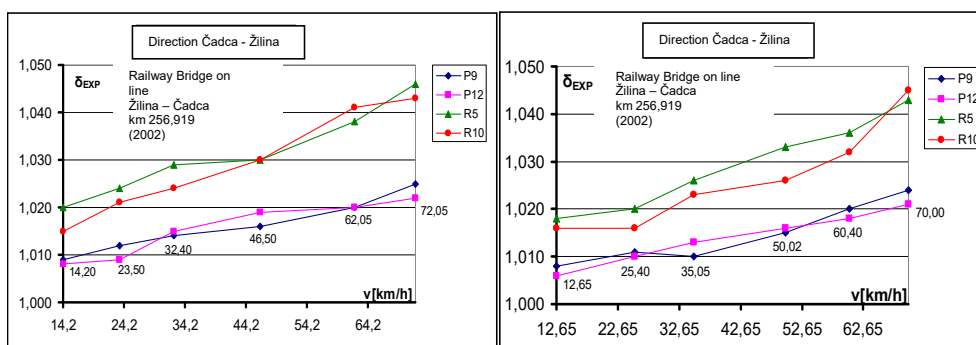 Direction Čadca - Žilina
1,050
1,040
1,030
1,020
1,010
1,000
δEXP
Railway Bridge on
line
Žilina – Čadca
km 256,919
(2002)
P9
P12
R5
R10
14,20
23,50
32,40
46,50
62,05
72,05
v[km/h]
14,2
24,2
34,2
44,2
54,2
64,2
Direction Čadca - Žilina
1,050
1,040
1,030
1,020
1,010
1,000
δEXP
Railway Bridge on line
Žilina – Čadca
km 256,919
(2002)
P9
P12
R5
R10
12,65
25,40
35,05
50,02
60,40
70,00
v[km/h]
12,65
22,65
32,65
42,65
52,65
62,65